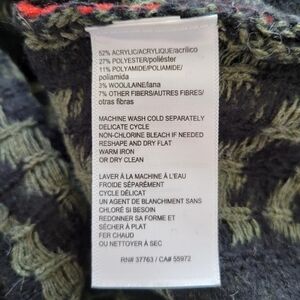 52% ACRYLIC/ACRYLIQUE/acrílico
27% POLYESTER/poliéster
11% POLYAMIDE/POLIAMIDE/
poliamida
3% WOOL/LAINE/lana
7% OTHER FIBERS/AUTRES FIBRES/
otras fibras
MACHINE WASH COLD SEPARATELY
DELICATE CYCLE
NON-CHLORINE BLEACH IF NEEDED
RESHAPE AND DRY FLAT
WARM IRON
OR DRY CLEAN
LAVER À LA MACHINE À L'EAU
FROIDE SÉPARÉMENT
CYCLE DÉLICAT
UN AGENT DE BLANCHIMENT SANS
CHLORE SI BESOIN
REDONNER SA FORME ET
SÉCHER À PLAT
FER CHAUD
OU NETTOYER À SEC
RN# 37763 / CA# 55972